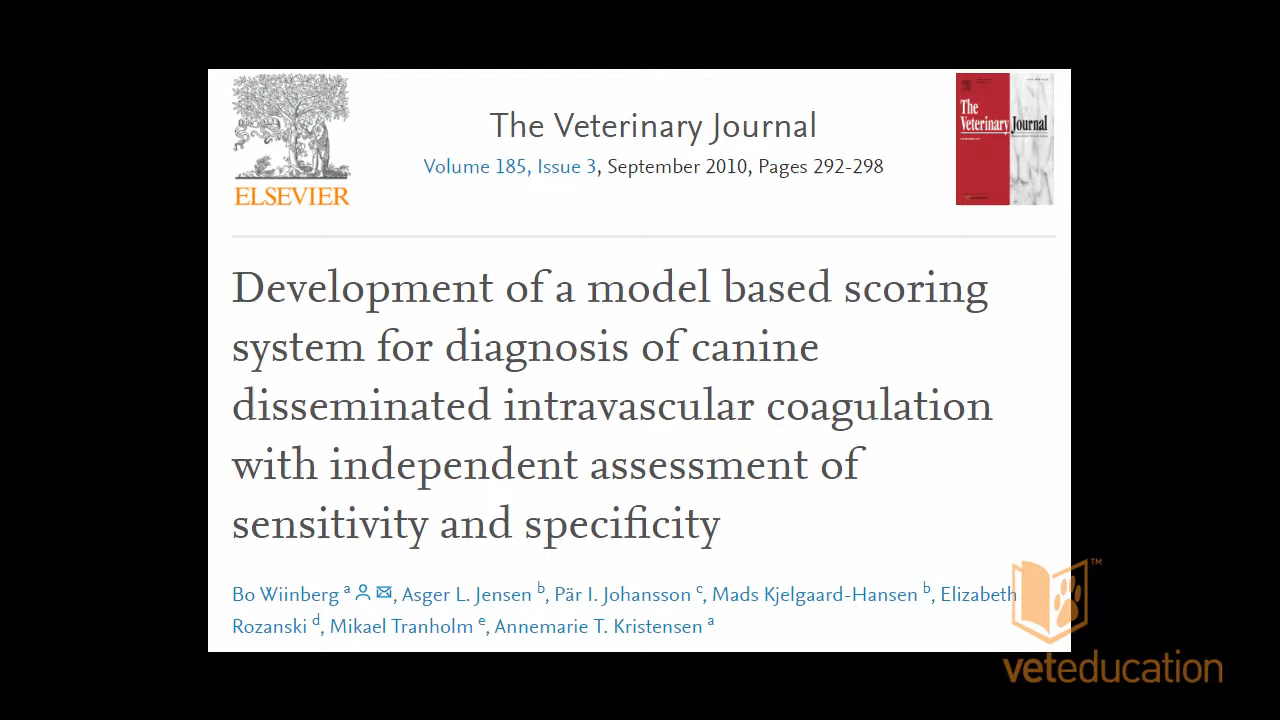 ELSEVIER
The Veterinary Journal
Volume 185, Issue 3, September 2010, Pages 292-298
The
Veterinary Journal
Development of a model based scoring
system for diagnosis of canine
disseminated intravascular coagulation
with independent assessment of
sensitivity and specificity
Bo Wiinberg a, Asger L. Jensen b, Pär I. Johansson c, Mads Kjelgaard-Hansen b, Elizabeth
Rozanski d, Mikael Tranholm e, Annemarie T. Kristensen a
TM
veteducation